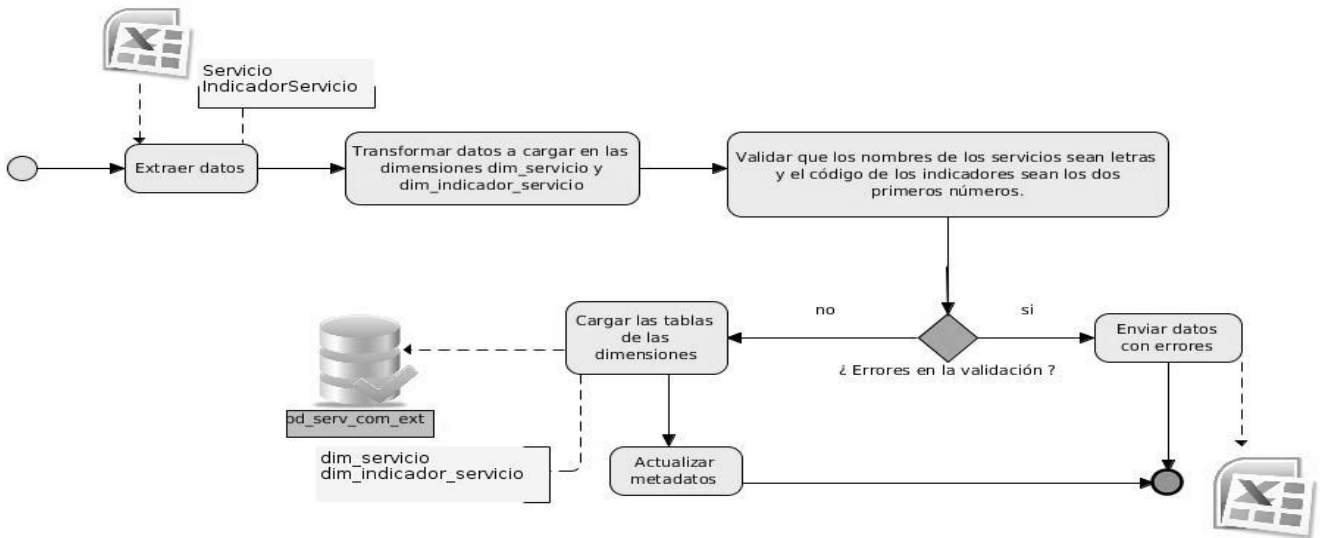 Servicio
IndicadorServicio
Extraer datos
Transformar datos a cargar en las
dimensiones dim_servicio y
dim_indicador_servicio
Validar que los nombres de los servicios sean letras
y el código de los indicadores sean los dos
primeros números.
no
si
Cargar las tablas
de las
dimensiones
Enviar datos
con errores
¿ Errores en la validación ?
bd_serv_com_ext
dim_servicio
dim_indicador_servicio
Actualizar
metadatos